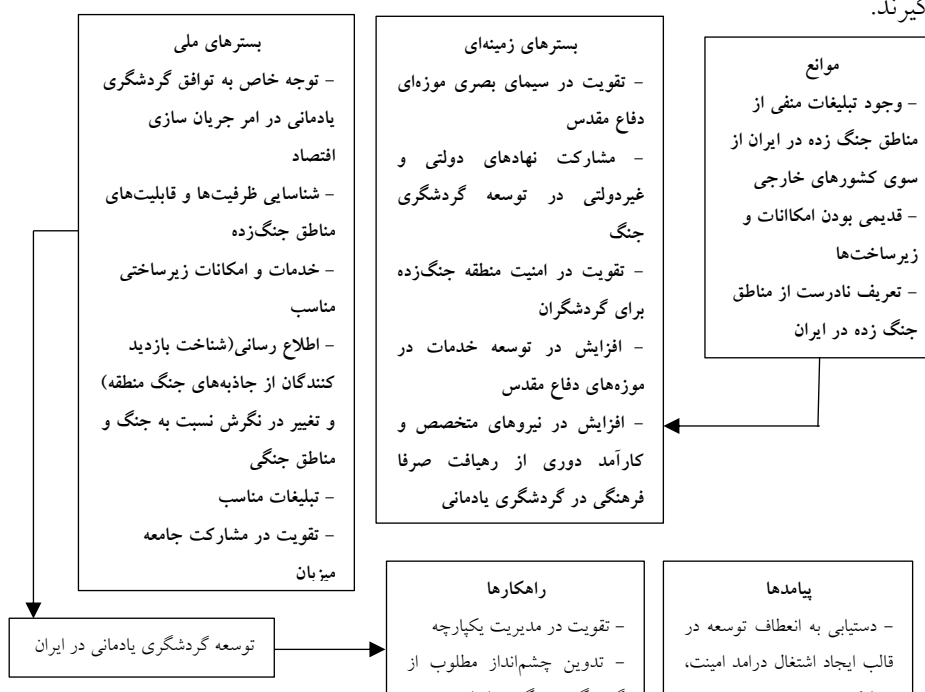 گیرند.
موانع
- وجود تبلیغات منفی از
مناطق جنگ زده در ایران از
سوی کشورهای خارجی
- قدیمی بودن امکاانات و
زیرساخت‌ها
- تعریف نادرست از مناطق
جنگ زده در ایران
بسترهای زمینه‌ای
- تقویت در سیمای بصری موزه‌ای
دفاع مقدس
- مشارکت نهادهای دولتی و
غیردولتی در توسعه گردشگری
جنگ
- تقویت در امنیت منطقه جنگ‌زده
برای گردشگران
- افزایش در توسعه خدمات در
موزه‌های دفاع مقدس
- افزایش در نیروهای متخصص و
کارآمد دوری از رهیافت صرفا
فرهنگی در گردشگری یادمانی
بسترهای ملی
- توجه خاص به توافق گردشگری
یادمانی در امر جریان سازی
افتصاد
- شناسایی ظرفیت‌ها و قابلیت‌های
مناطق جنگ‌زده
- خدمات و امکانات زیرساختی
مناسب
- اطلاع رسانی(شناخت بازدید
کنندگان از جاذبه‌های جنگ منطقه)
و تغییر در نگرش نسبت به جنگ و
مناطق جنگی
- تبلیغات مناسب
- تقویت در مشارکت جامعه
میزبان
پیامدها
- دستیابی به انعطاف توسعه در
قالب ایجاد اشتغال درامد امینت،
راهکارها
- تقویت در مدیریت یکپارچه
- تدوین چشم‌انداز مطلوب از
توسعه گردشگری یادمانی در ایران